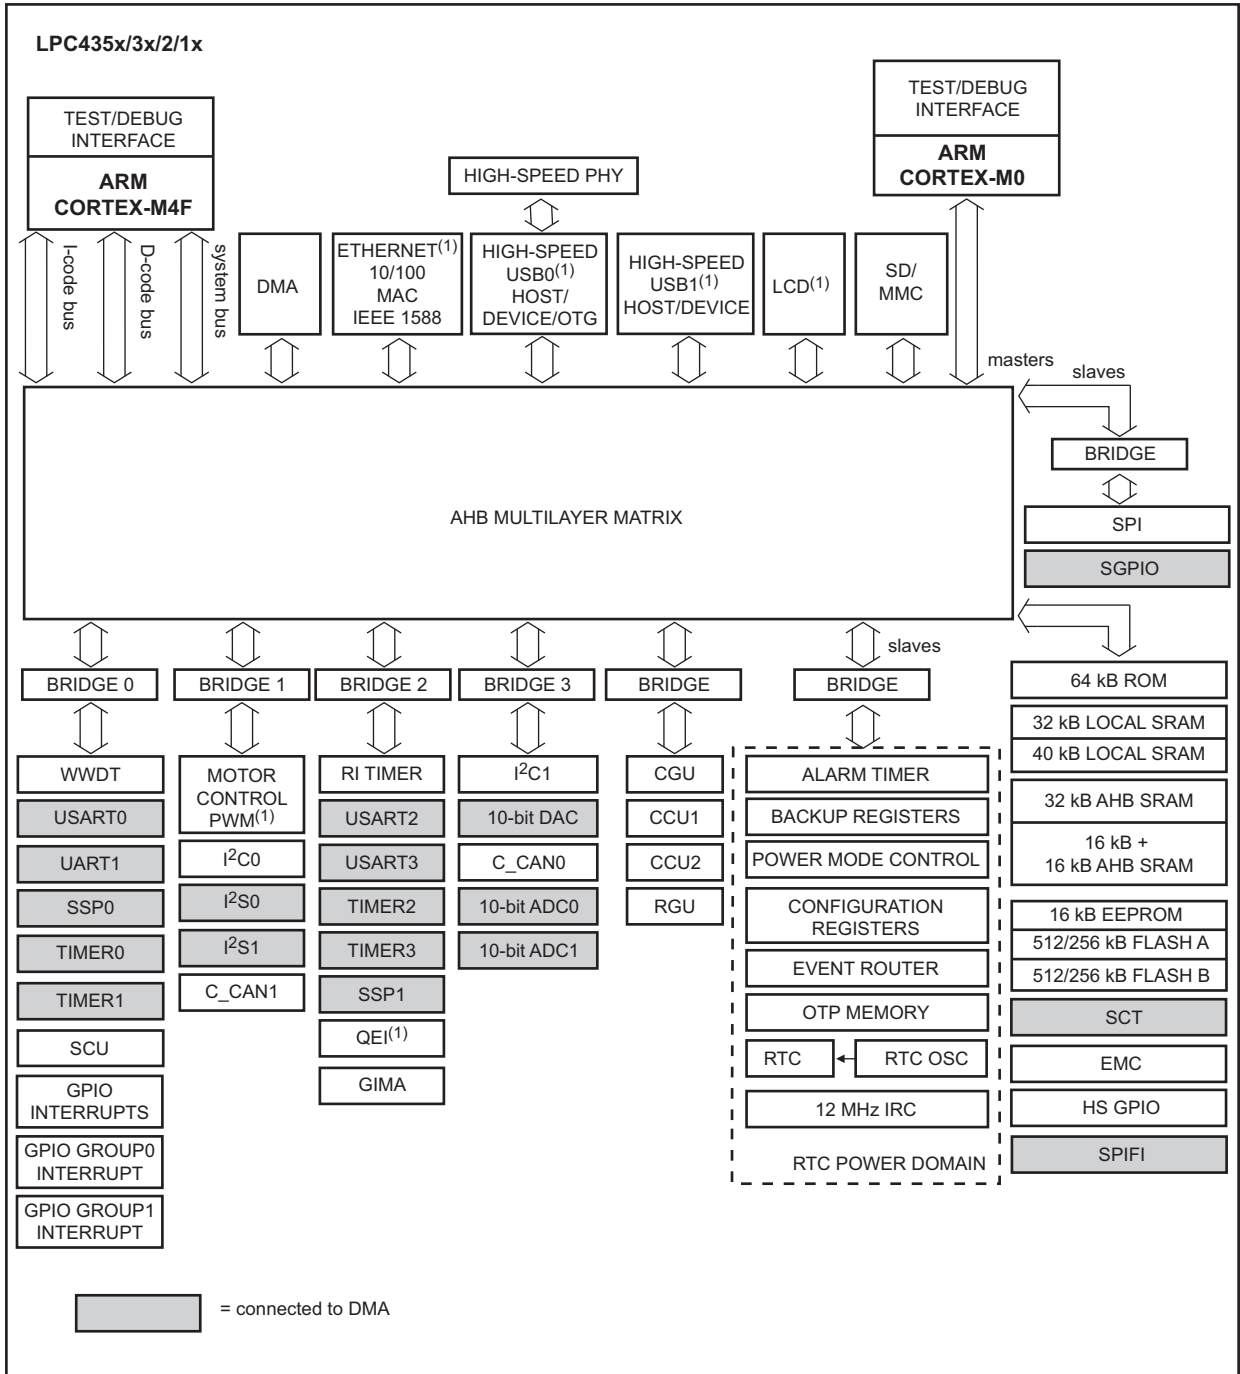 LPC435x/3x/2/1x
TEST/DEBUG
INTERFACE
ARM
CORTEX-M4F
HIGH-SPEED PHY
TEST/DEBUG
INTERFACE
ARM
CORTEX-M0
I-code bus
D-code bus
system bus
DMA
ETHERNET(1)
10/100
MAC
IEEE 1588
HIGH-SPEED
USB0(1)
HOST/
DEVICE/OTG
HIGH-SPEED
USB1(1)
HOST/DEVICE
LCD(1)
SD/
MMC
masters
slaves
BRIDGE
SPI
SGPIO
AHB MULTILAYER MATRIX
slaves
BRIDGE 0
BRIDGE 1
BRIDGE 2
BRIDGE 3
BRIDGE
BRIDGE
WWDT
USART0
UART1
SSP0
TIMER0
TIMER1
SCU
GPIO
INTERRUPTS
GPIO GROUP0
INTERRUPT
GPIO GROUP1
INTERRUPT
MOTOR
CONTROL
PWM(1)
I2C0
I2S0
I2S1
C_CAN1
RI TIMER
USART2
USART3
TIMER2
TIMER3
SSP1
QEI(1)
GIMA
I2C1
10-bit DAC
C_CAN0
10-bit ADC0
10-bit ADC1
CGU
CCU1
CCU2
RGU
ALARM TIMER
BACKUP REGISTERS
POWER MODE CONTROL
CONFIGURATION
REGISTERS
EVENT ROUTER
OTP MEMORY
RTC
RTC OSC
12 MHz IRC
RTC POWER DOMAIN
64 kB ROM
32 kB LOCAL SRAM
40 kB LOCAL SRAM
32 kB AHB SRAM
16 kB +
16 kB AHB SRAM
16 kB EEPROM
512/256 kB FLASH A
512/256 kB FLASH B
SCT
EMC
HS GPIO
SPIFI
= connected to DMA